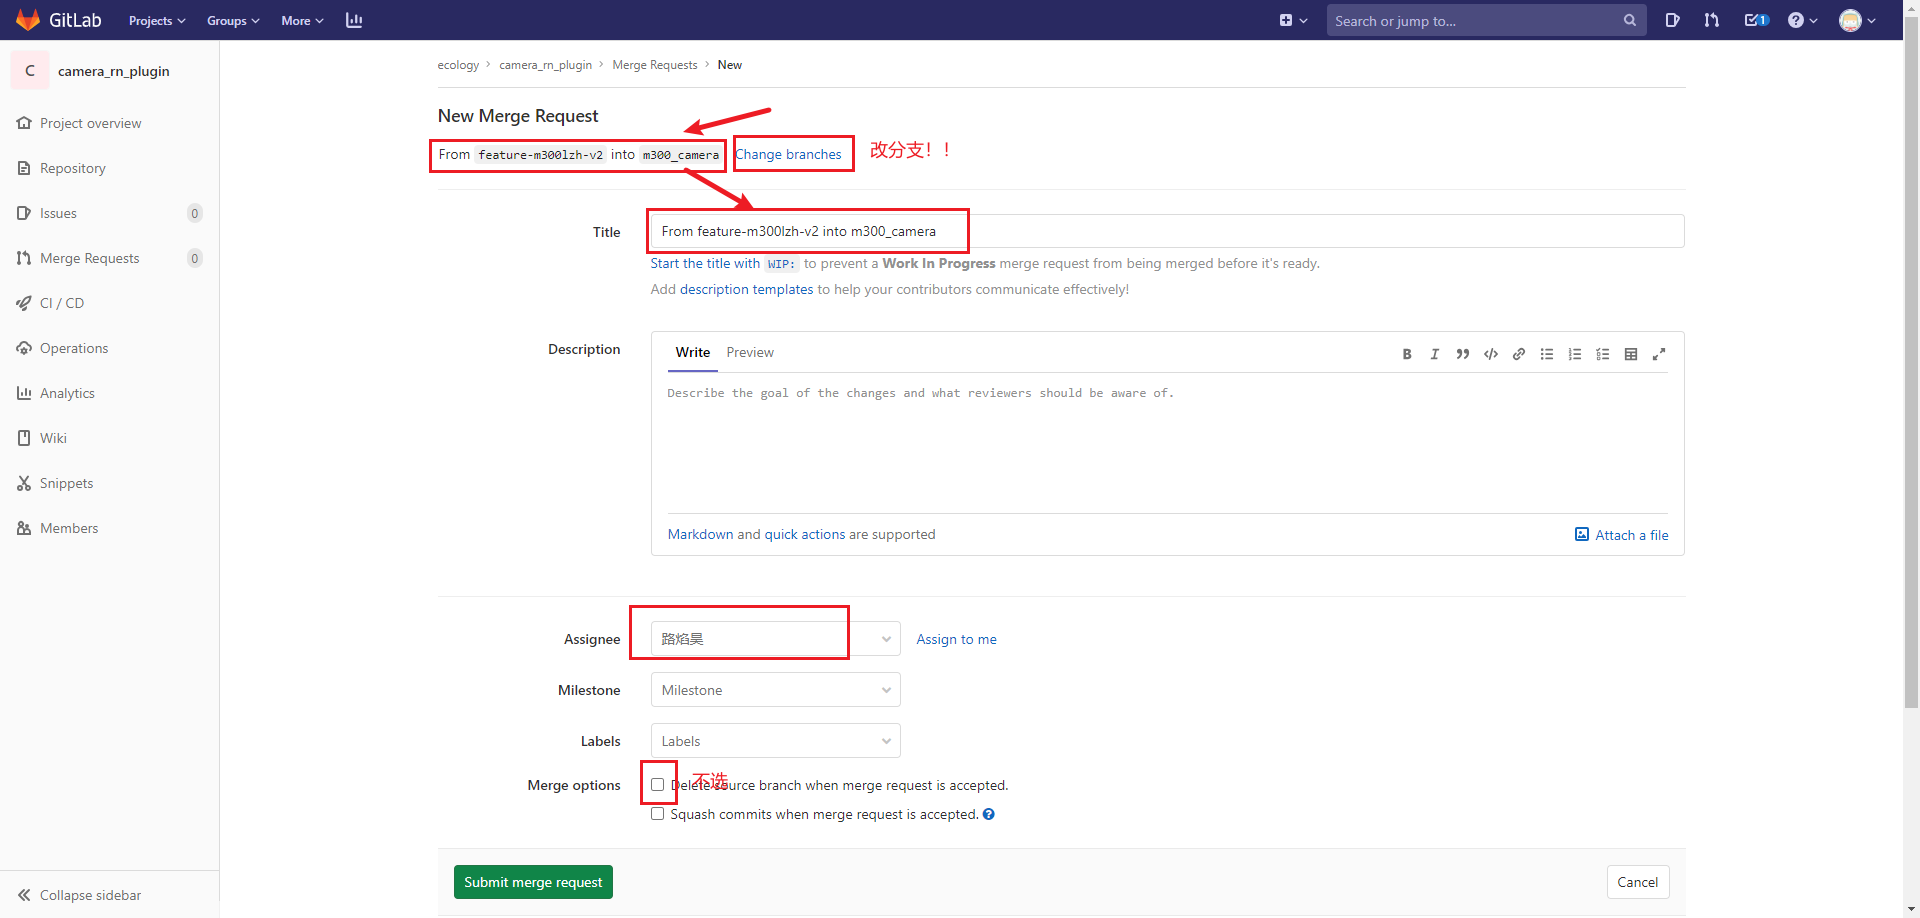 GitLab Projects Groups More Search or jump to... 1
C camera_rn_plugin
Project overview
Repository
Issues 0
Merge Requests 0
CI / CD
Operations
Analytics
Wiki
Snippets
Members
Collapse sidebar
ecology > camera_rn_plugin > Merge Requests > New
New Merge Request
From feature-m300lzh-v2 into m300_camera Change branches 改分支！！
Title From feature-m300lzh-v2 into m300_camera
Start the title with WIP: to prevent a Work In Progress merge request from being merged before it's ready.
Add description templates to help your contributors communicate effectively!
Description Write Preview
Describe the goal of the changes and what reviewers should be aware of.
Markdown and quick actions are supported Attach a file
Assignee 路焰昊 Assign to me
Milestone Milestone
Labels Labels
不选
Merge options Delete source branch when merge request is accepted.
Squash commits when merge request is accepted.
Submit merge request Cancel